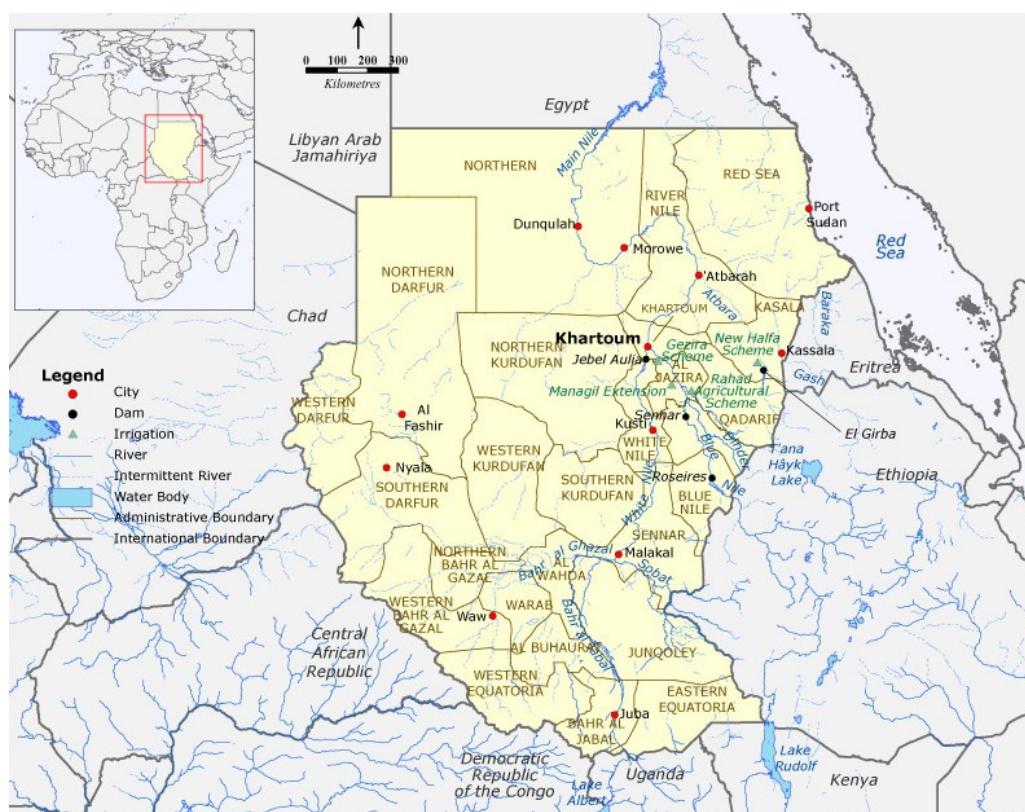 0 100 200 300
Kilometres
Egypt
Libyan Arab
Jamahiriya
Main Nile
NORTHERN
RED SEA
RIVER
NILE
Port
Sudan
Dunqulah
Morowe
Red
Sea
NORTHERN
DARFUR
'Atbarah
Atbara
KHARTOUM
KASALA
Baraka
Chad
Khartoum
NORTHERN
KURDUFAN
Jebel Aulia
Gezira
Scheme
New Halfa
Scheme
Kassala
AL
JAZIRA
Gash
Eritrea
Legend
City
Dam
Irrigation
River
Intermittent River
Water Body
Administrative Boundary
International Boundary
Managil Extension
Rahad
Agricultural
Scheme
WESTERN
DARFUR
Al
Fashir
Sennar
QADARIF
El Girba
Kusti
WHITE
NILE
Blue
Nile
Dinder
Tana
Hâyk
Lake
Ethiopia
Nyala
SOUTHERN
DARFUR
WESTERN
KURDUFAN
SOUTHERN
KURDUFAN
Roseires
BLUE
NILE
White Nile
SENNAR
Malakal
NORTHERN
BAHR AL
GAZAL
Bahr al Ghazal
AL
WAHDA
Sobat
WESTERN
BAHR AL
GAZAL
Waw
WARAB
Bahr al Jabal
Central
African
Republic
AL BUHAURAT
JUNQOLEY
WESTERN
EQUATORIA
EASTERN
EQUATORIA
Juba
BAHR AL
JABAL
Democratic
Republic
of the Congo
Lake
Albert
Uganda
Lake
Rudolf
Kenya